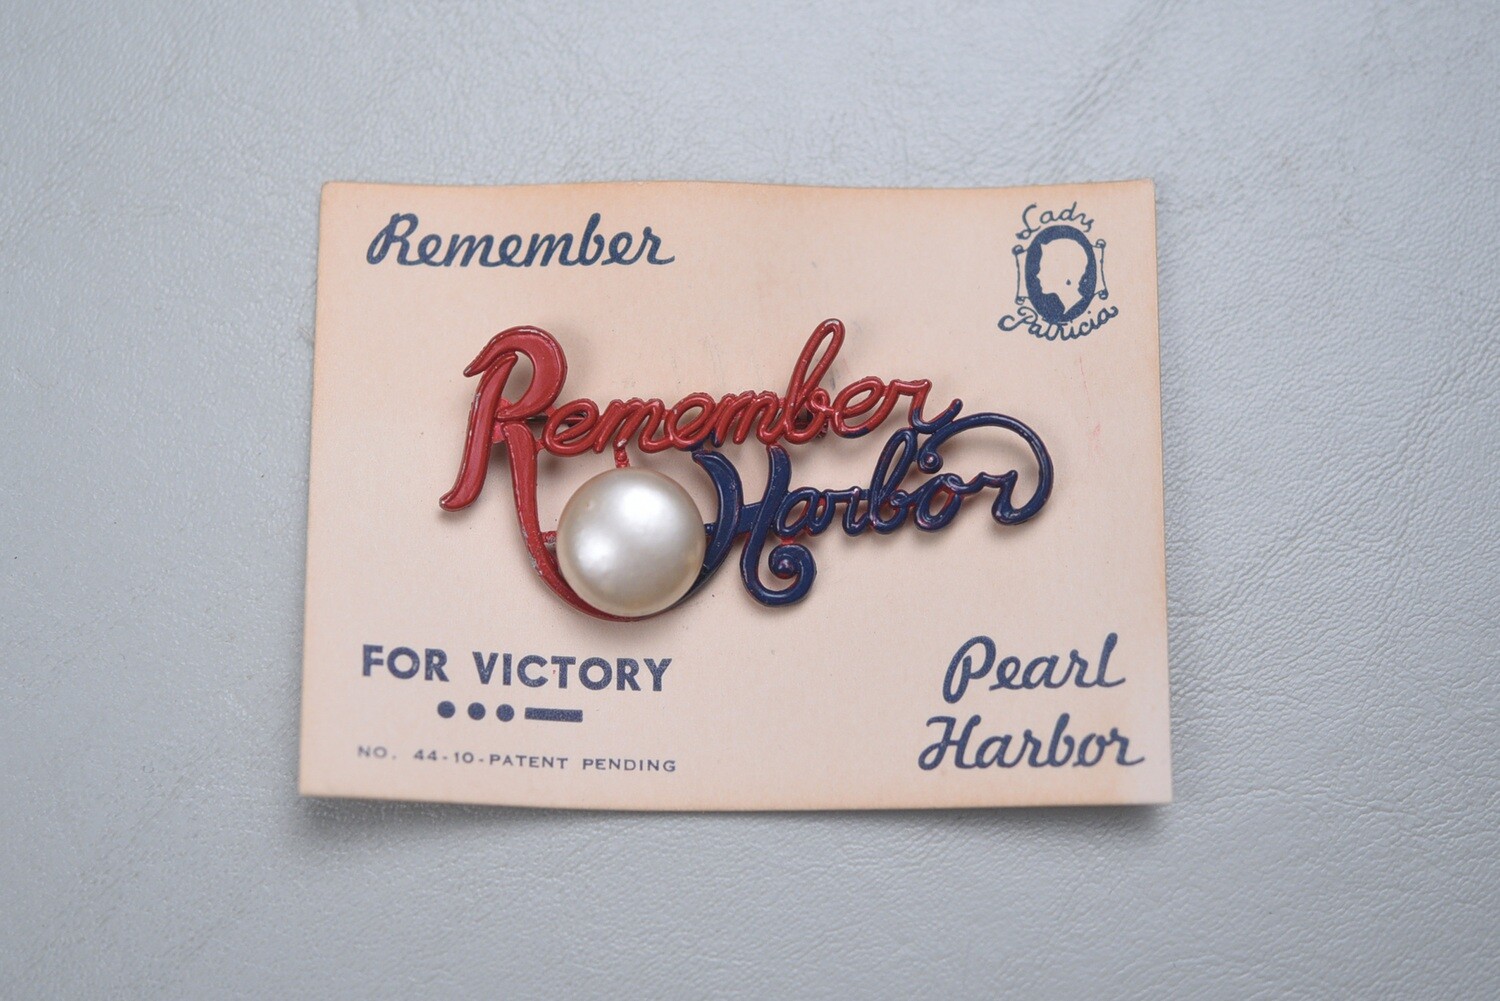 Remember
Lady
Patricia
Remember
Harbor
FOR VICTORY
NO. 44-10-PATENT PENDING
Pearl
Harbor